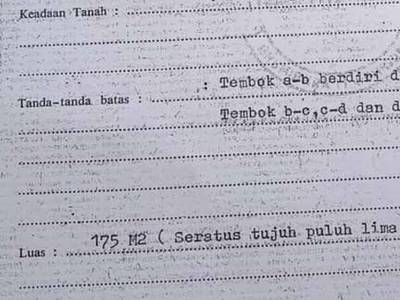 Keadaan Tanah :
: Tembok a-b berdiri d
Tanda-tanda batas :
Tembok b-c,c-d dan d
Luas : 175 M2 ( Seratus tujuh puluh lima